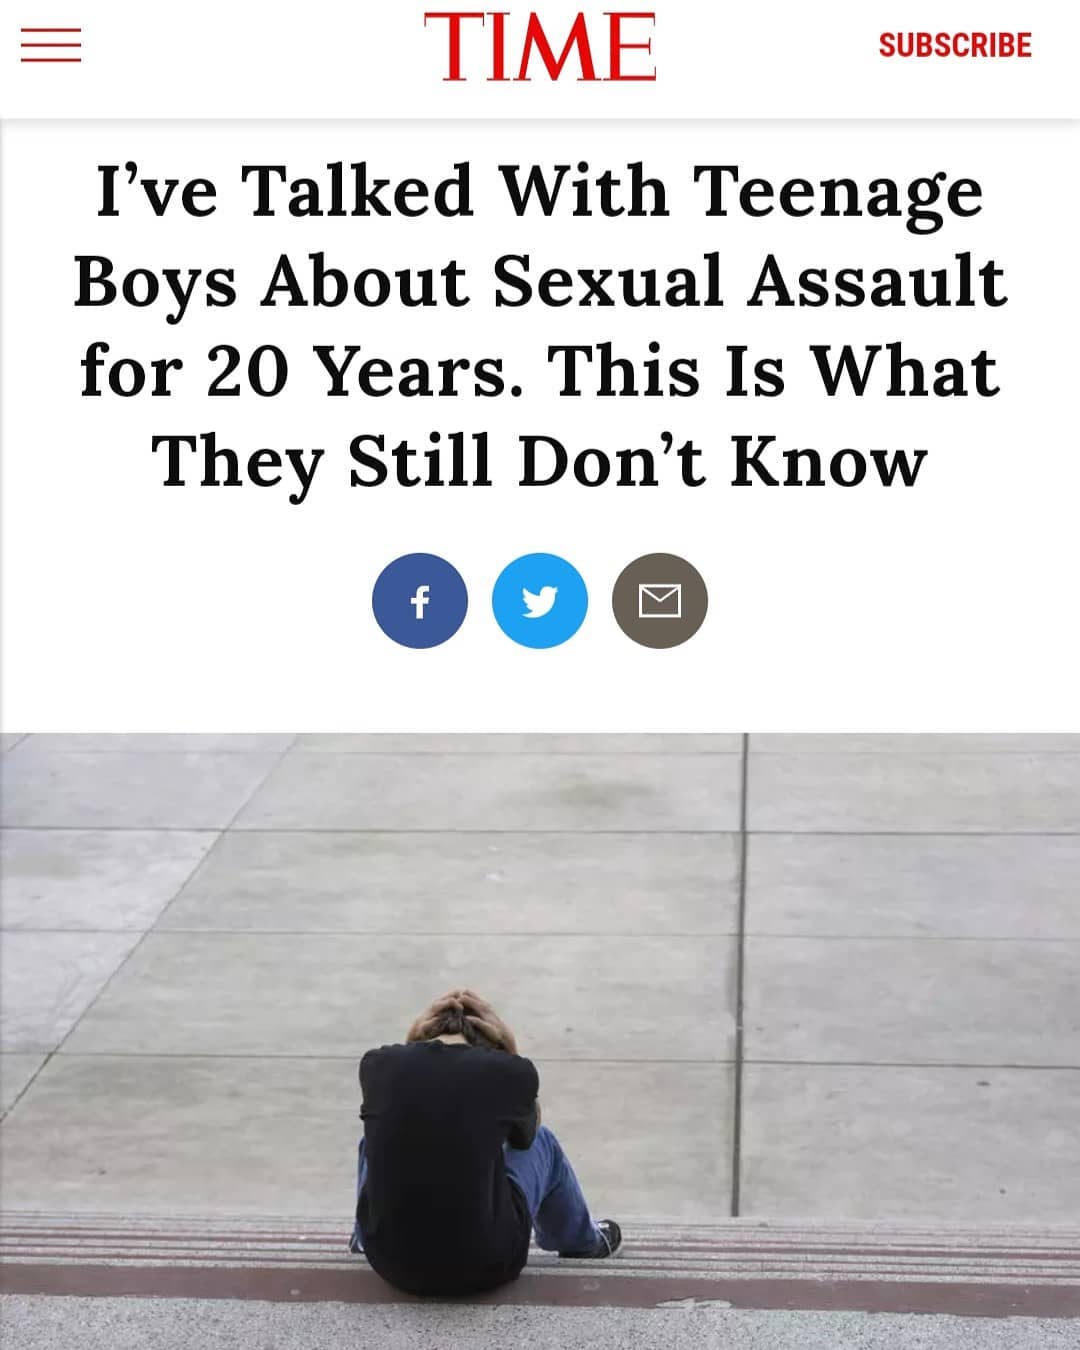 TIME
SUBSCRIBE
I’ve Talked With Teenage
Boys About Sexual Assault
for 20 Years. This Is What
They Still Don’t Know
f